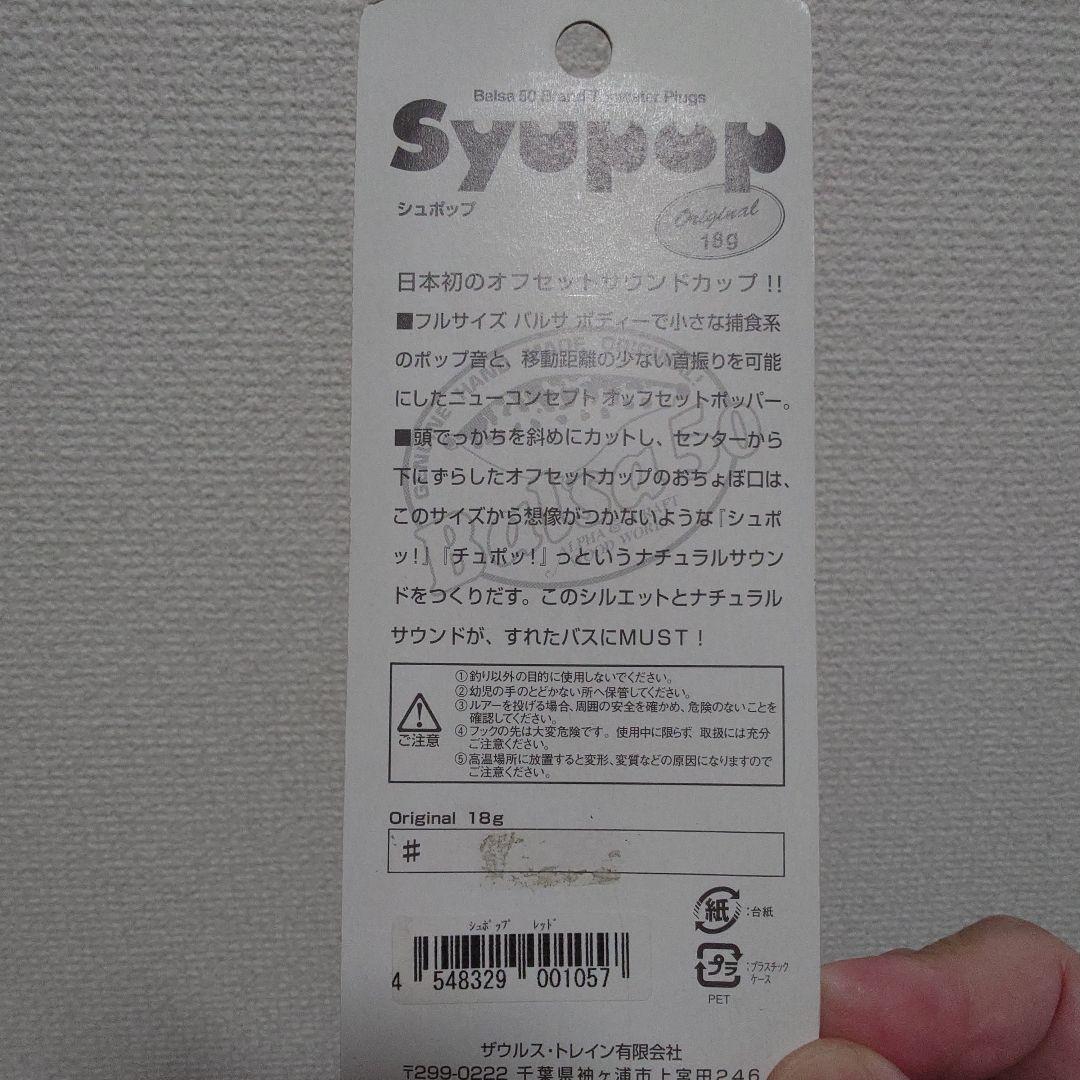 Balsa 50 Brand Topwater Plugs
Syupop
シュポップ
Original
18g
日本初のオフセットサウンドカップ!!
■フルサイズ バルサ ボディーで小さな捕食系
のポップ音と、移動距離の少ない首振りを可能
にしたニューコンセプト オッフセットポッパー。
■頭でっかちを斜めにカットし、センターから
下にずらしたオフセットカップのおちょぼ口は、
このサイズから想像がつかないような『シュポ
ッ!』『チュポッ!』っというナチュラルサウン
ドをつくりだす。このシルエットとナチュラル
サウンドが、すれたバスにMUST!
Balsa50
ご注意
①釣り以外の目的に使用しないでください。
②幼児の手のとどかない所へ保管してください。
③ルアーを投げる場合、周囲の安全を確かめ、危険のないことを
確認してください。
④フックの先は大変危険です。使用中に限らず 取扱には充分
ご注意ください。
⑤高温場所に放置すると変形、変質などの原因になりますので
ご注意ください。
Original 18g
#
紙 :台紙
プラ :プラスチック
ケース
PET
シュポップ レッド
4 548329 001057
ザウルス・トレイン有限会社
〒299-0222 千葉県袖ヶ浦市上宮田246